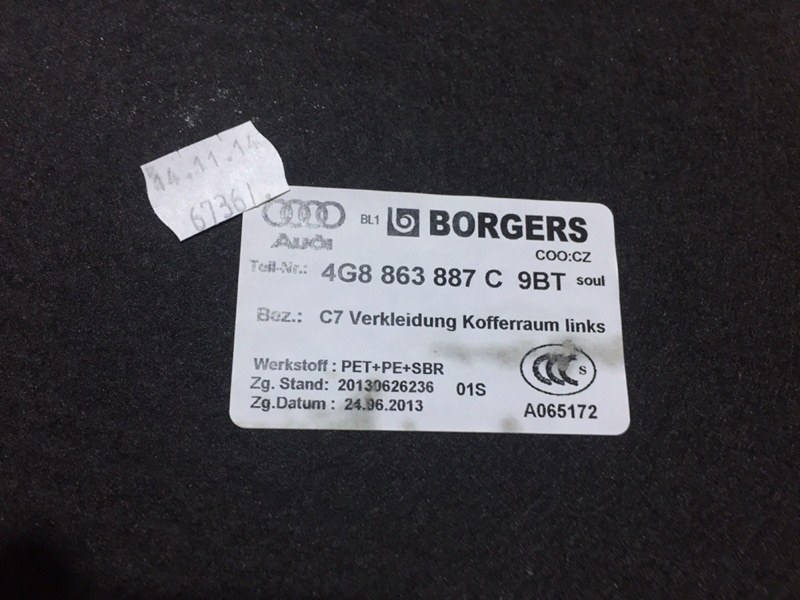 14.11.14
67361
Audi
BL1 BORGERS
COO:CZ
Teil-Nr.: 4G8 863 887 C 9BT soul
Bez.: C7 Verkleidung Kofferraum links
Werkstoff : PET+PE+SBR
Zg. Stand: 20130626236 01S
Zg.Datum : 24.06.2013
CCC S
A065172